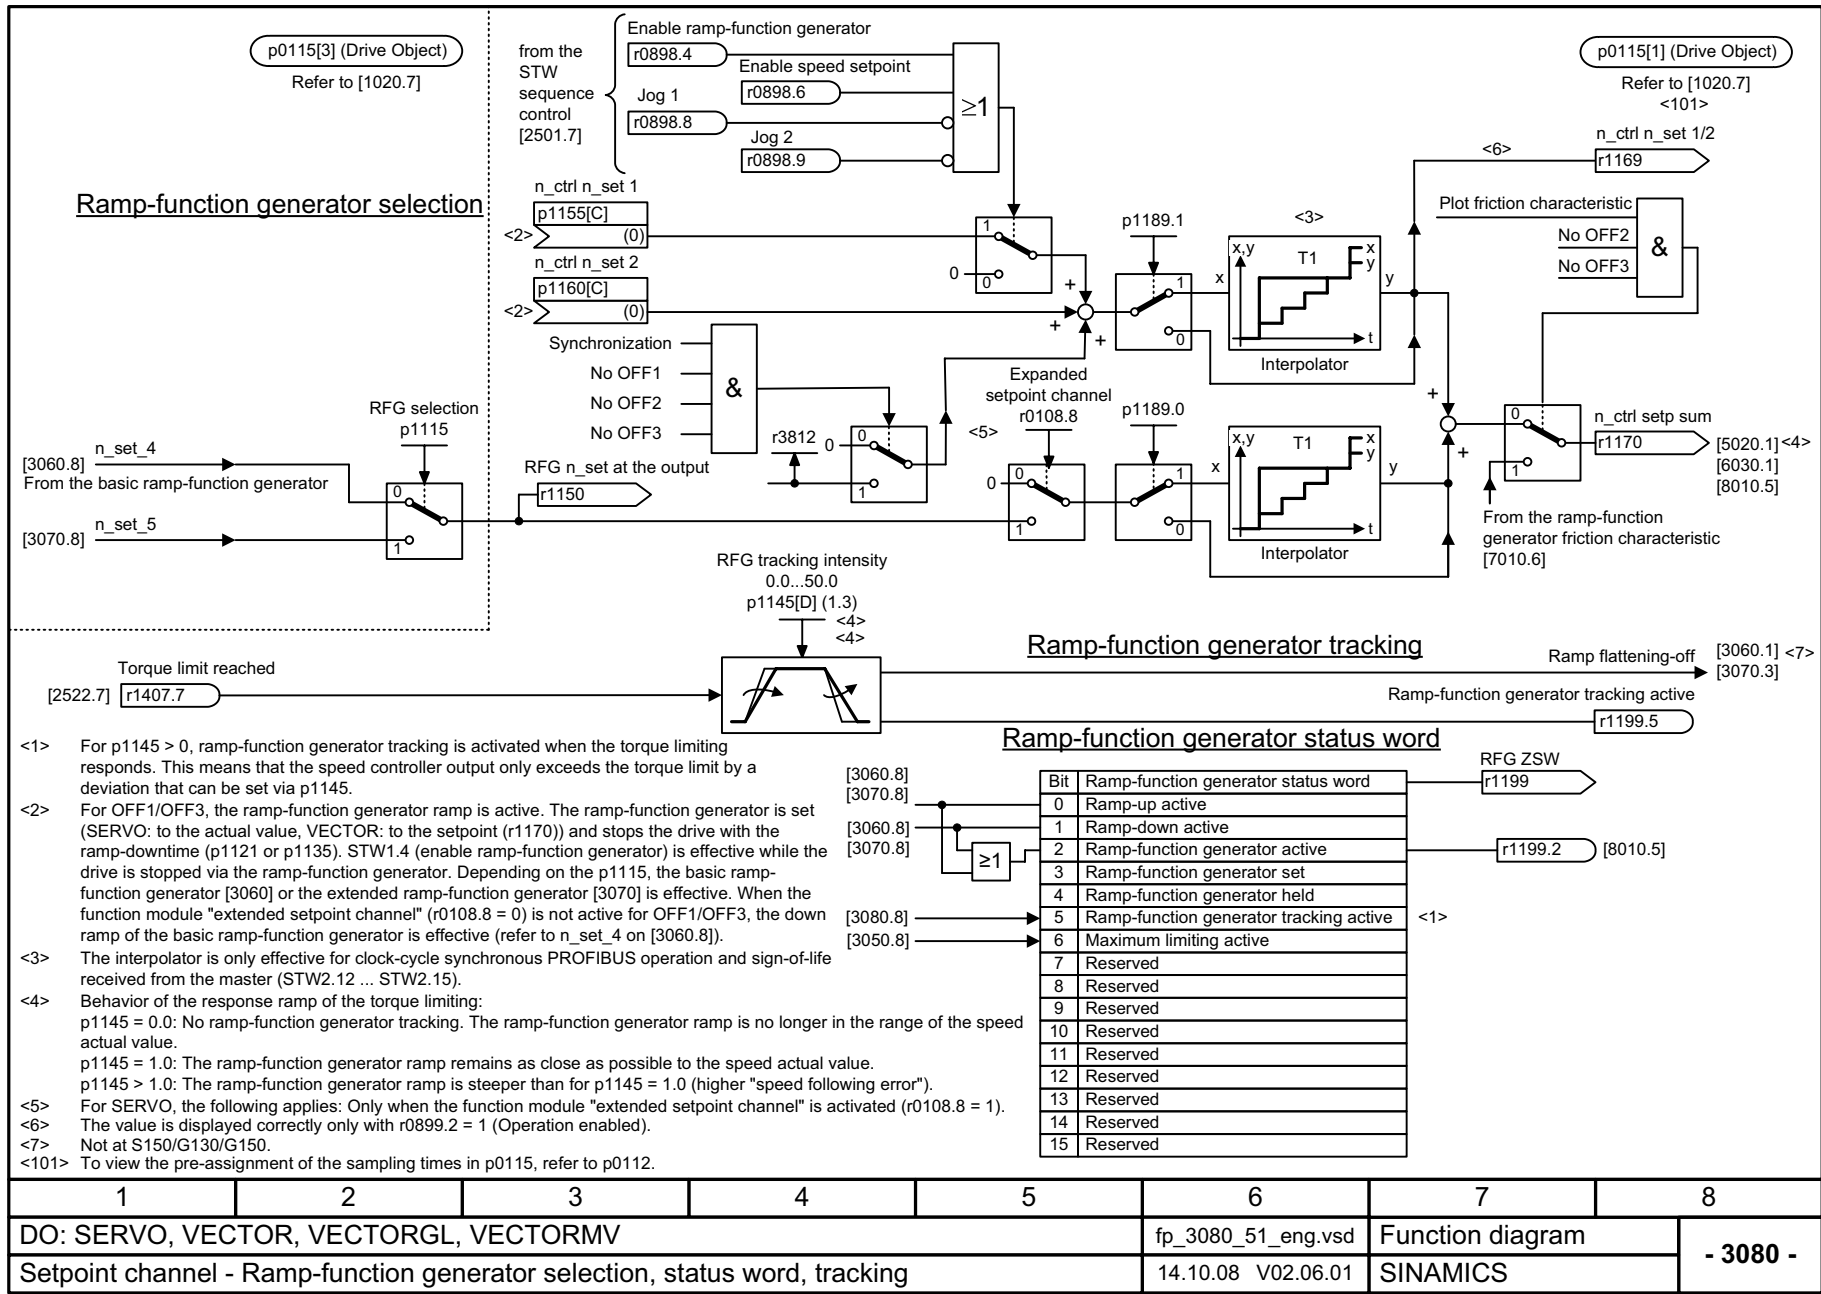 p0115[3] (Drive Object)
Refer to [1020.7]
Ramp-function generator selection
from the
STW
sequence
control
[2501.7]
Enable ramp-function generator
r0898.4
Enable speed setpoint
r0898.6
Jog 1
r0898.8
Jog 2
r0898.9
≥1
p0115[1] (Drive Object)
Refer to [1020.7]
<101>
n_ctrl n_set 1/2
<6>
r1169
n_ctrl n_set 1
p1155[C]
<2>
(0)
n_ctrl n_set 2
p1160[C]
<2>
(0)
1
0
0
+
+
+
p1189.1
1
0
<3>
x
x,y
T1
x
y
t
y
Interpolator
Plot friction characteristic
No OFF2
No OFF3
&
Synchronization
No OFF1
No OFF2
No OFF3
&
r3812
0
0
1
RFG selection
p1115
[3060.8]
n_set_4
From the basic ramp-function generator
[3070.8]
n_set_5
0
1
RFG n_set at the output
r1150
<5>
Expanded
setpoint channel
r0108.8
0
0
1
p1189.0
1
0
x
x,y
T1
x
y
t
y
Interpolator
+
+
0
1
n_ctrl setp sum
r1170
[5020.1] <4>
[6030.1]
[8010.5]
From the ramp-function
generator friction characteristic
[7010.6]
RFG tracking intensity
0.0...50.0
p1145[D] (1.3)
<4>
<4>
Ramp-function generator tracking
Torque limit reached
[2522.7]
r1407.7
Ramp flattening-off
[3060.1] <7>
[3070.3]
Ramp-function generator tracking active
r1199.5
<1> For p1145 > 0, ramp-function generator tracking is activated when the torque limiting
responds. This means that the speed controller output only exceeds the torque limit by a
deviation that can be set via p1145.
<2> For OFF1/OFF3, the ramp-function generator ramp is active. The ramp-function generator is set
(SERVO: to the actual value, VECTOR: to the setpoint (r1170)) and stops the drive with the
ramp-downtime (p1121 or p1135). STW1.4 (enable ramp-function generator) is effective while the
drive is stopped via the ramp-function generator. Depending on the p1115, the basic ramp-
function generator [3060] or the extended ramp-function generator [3070] is effective. When the
function module "extended setpoint channel" (r0108.8 = 0) is not active for OFF1/OFF3, the down
ramp of the basic ramp-function generator is effective (refer to n_set_4 on [3060.8]).
<3> The interpolator is only effective for clock-cycle synchronous PROFIBUS operation and sign-of-life
received from the master (STW2.12 ... STW2.15).
<4> Behavior of the response ramp of the torque limiting:
p1145 = 0.0: No ramp-function generator tracking. The ramp-function generator ramp is no longer in the range of the speed
actual value.
p1145 = 1.0: The ramp-function generator ramp remains as close as possible to the speed actual value.
p1145 > 1.0: The ramp-function generator ramp is steeper than for p1145 = 1.0 (higher "speed following error").
<5> For SERVO, the following applies: Only when the function module "extended setpoint channel" is activated (r0108.8 = 1).
<6> The value is displayed correctly only with r0899.2 = 1 (Operation enabled).
<7> Not at S150/G130/G150.
<101> To view the pre-assignment of the sampling times in p0115, refer to p0112.
Ramp-function generator status word
RFG ZSW
r1199
[3060.8]
[3070.8]
[3060.8]
[3070.8]
≥1
[3080.8]
[3050.8]
Bit Ramp-function generator status word
0 Ramp-up active
1 Ramp-down active
2 Ramp-function generator active
3 Ramp-function generator set
4 Ramp-function generator held
5 Ramp-function generator tracking active
6 Maximum limiting active
7 Reserved
8 Reserved
9 Reserved
10 Reserved
11 Reserved
12 Reserved
13 Reserved
14 Reserved
15 Reserved
r1199.2
[8010.5]
<1>
1 2 3 4 5 6 7 8
DO: SERVO, VECTOR, VECTORGL, VECTORMV
fp_3080_51_eng.vsd
Function diagram
- 3080 -
Setpoint channel - Ramp-function generator selection, status word, tracking
14.10.08 V02.06.01
SINAMICS